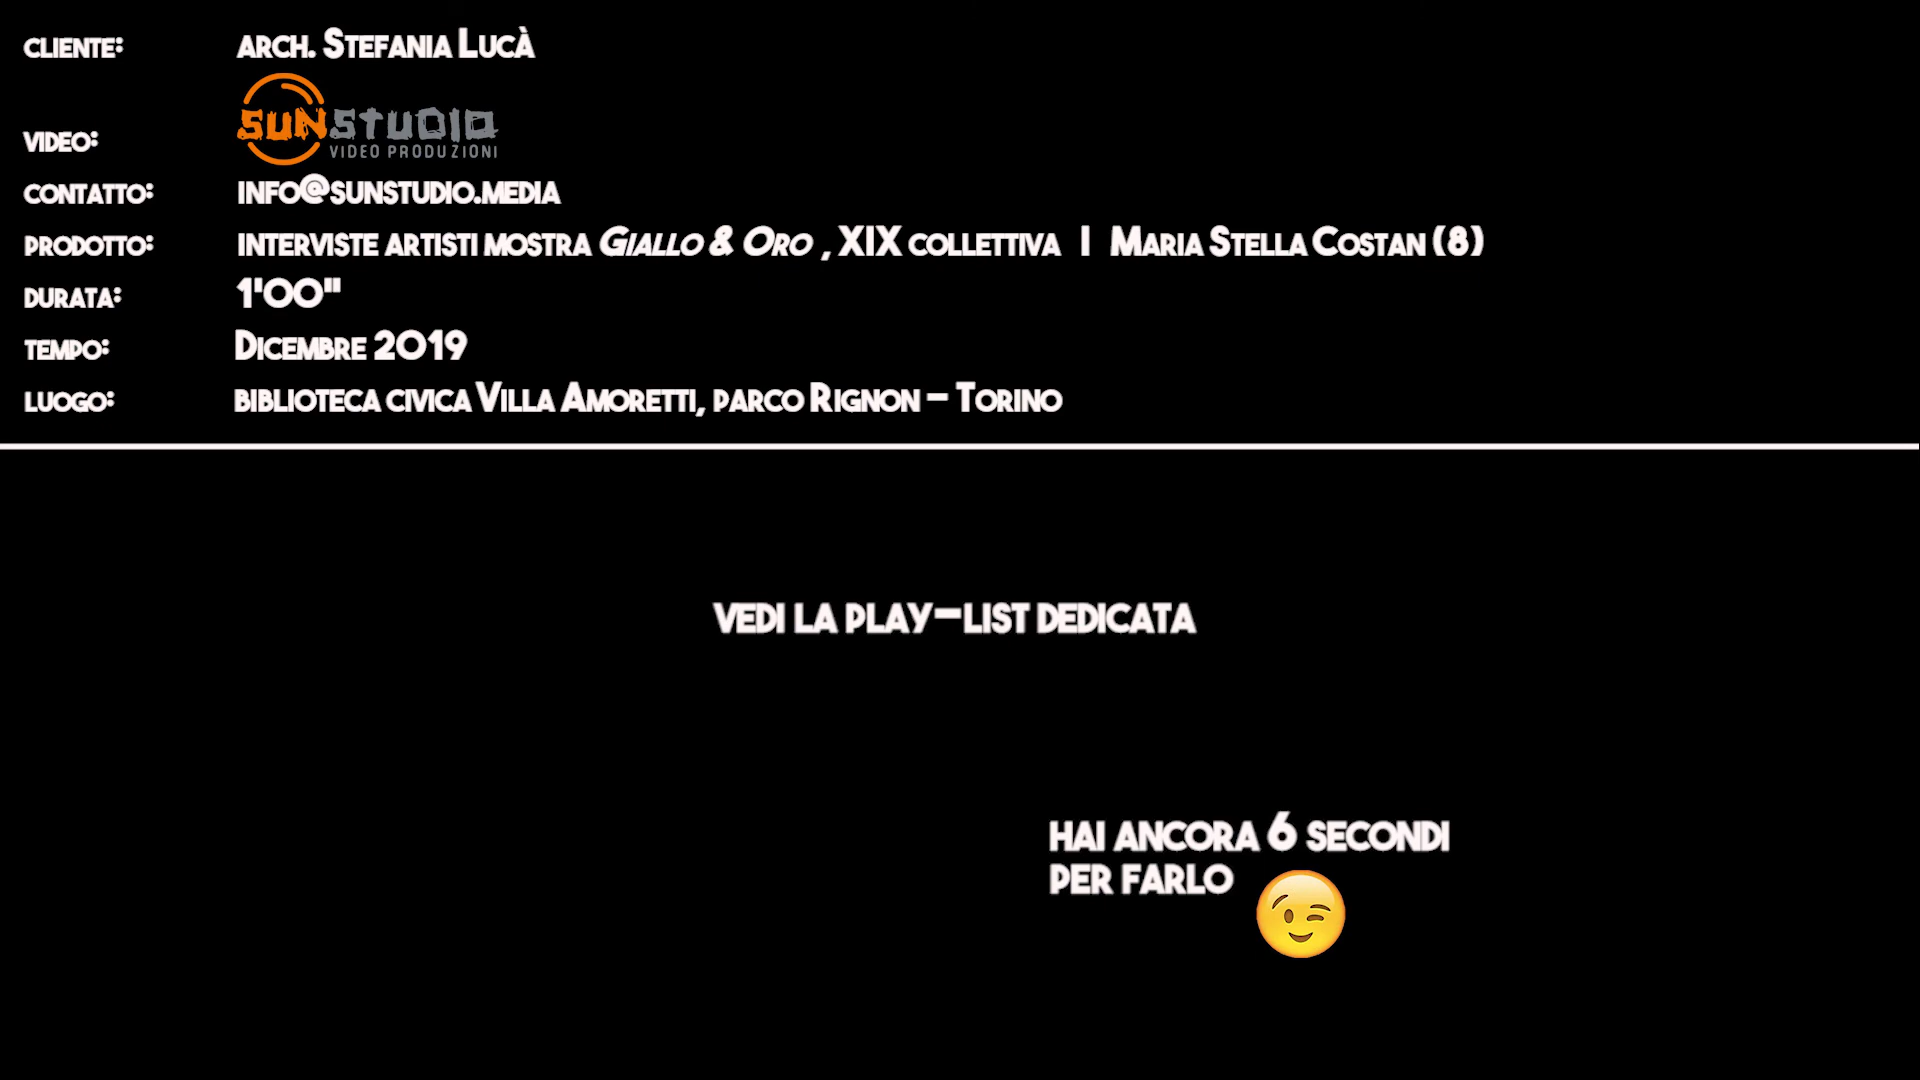 CLIENTE: ARCH. STEFANIA LUCÀ
VIDEO: SUNSTUDIO
VIDEO PRODUZIONI
CONTATTO: INFO@SUNSTUDIO.MEDIA
PRODOTTO: INTERVISTE ARTISTI MOSTRA GIALLO & ORO , XIX COLLETTIVA | MARIA STELLA COSTAN (8)
DURATA: 1'00"
TEMPO: DICEMBRE 2019
LUOGO: BIBLIOTECA CIVICA VILLA AMORETTI, PARCO RIGNON – TORINO
VEDI LA PLAY-LIST DEDICATA
HAI ANCORA 6 SECONDI
PER FARLO